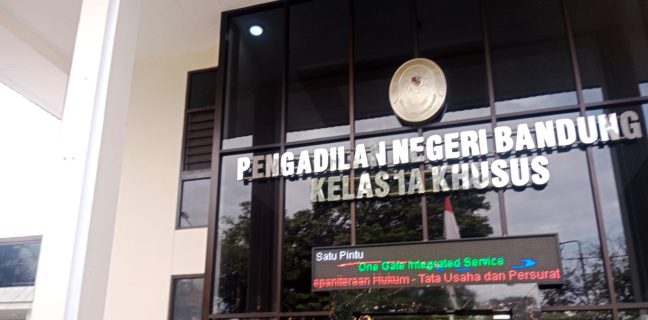 PENGADILAN NEGERI BANDUNG
KELAS 1A KHUSUS
Satu Pintu
One Gate Integrated Service
epaniteraan Hukum - Tata Usaha dan Persurat